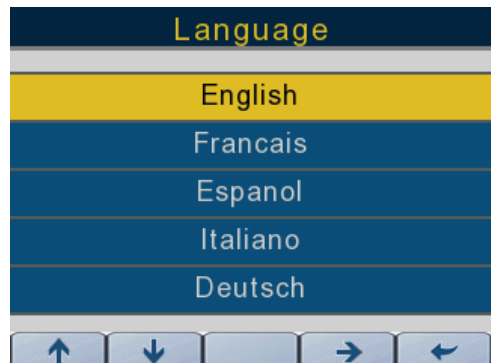 Language
English
Francais
Espanol
Italiano
Deutsch